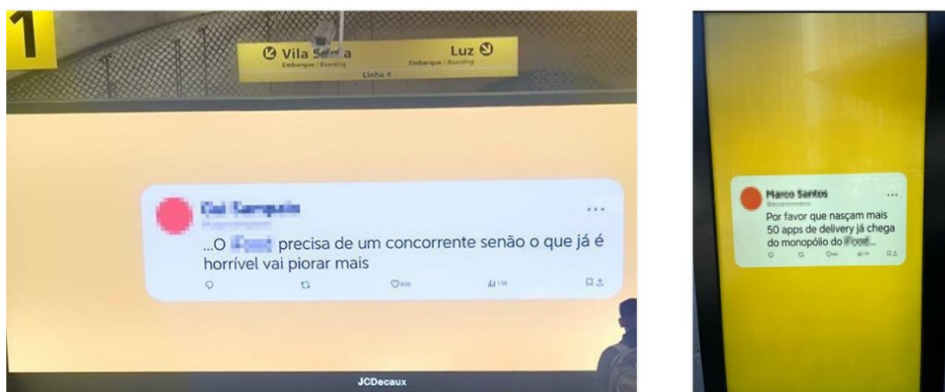 1
Vila
Luz
Embarque / Boarding
Embarque / Boarding
Linha 4
...O precisa de um concorrente senão o que já é
horrível vai piorar mais
JCDecaux
Marco Santos
Por favor que nasçam mais
50 apps de delivery já chega
do monopólio do